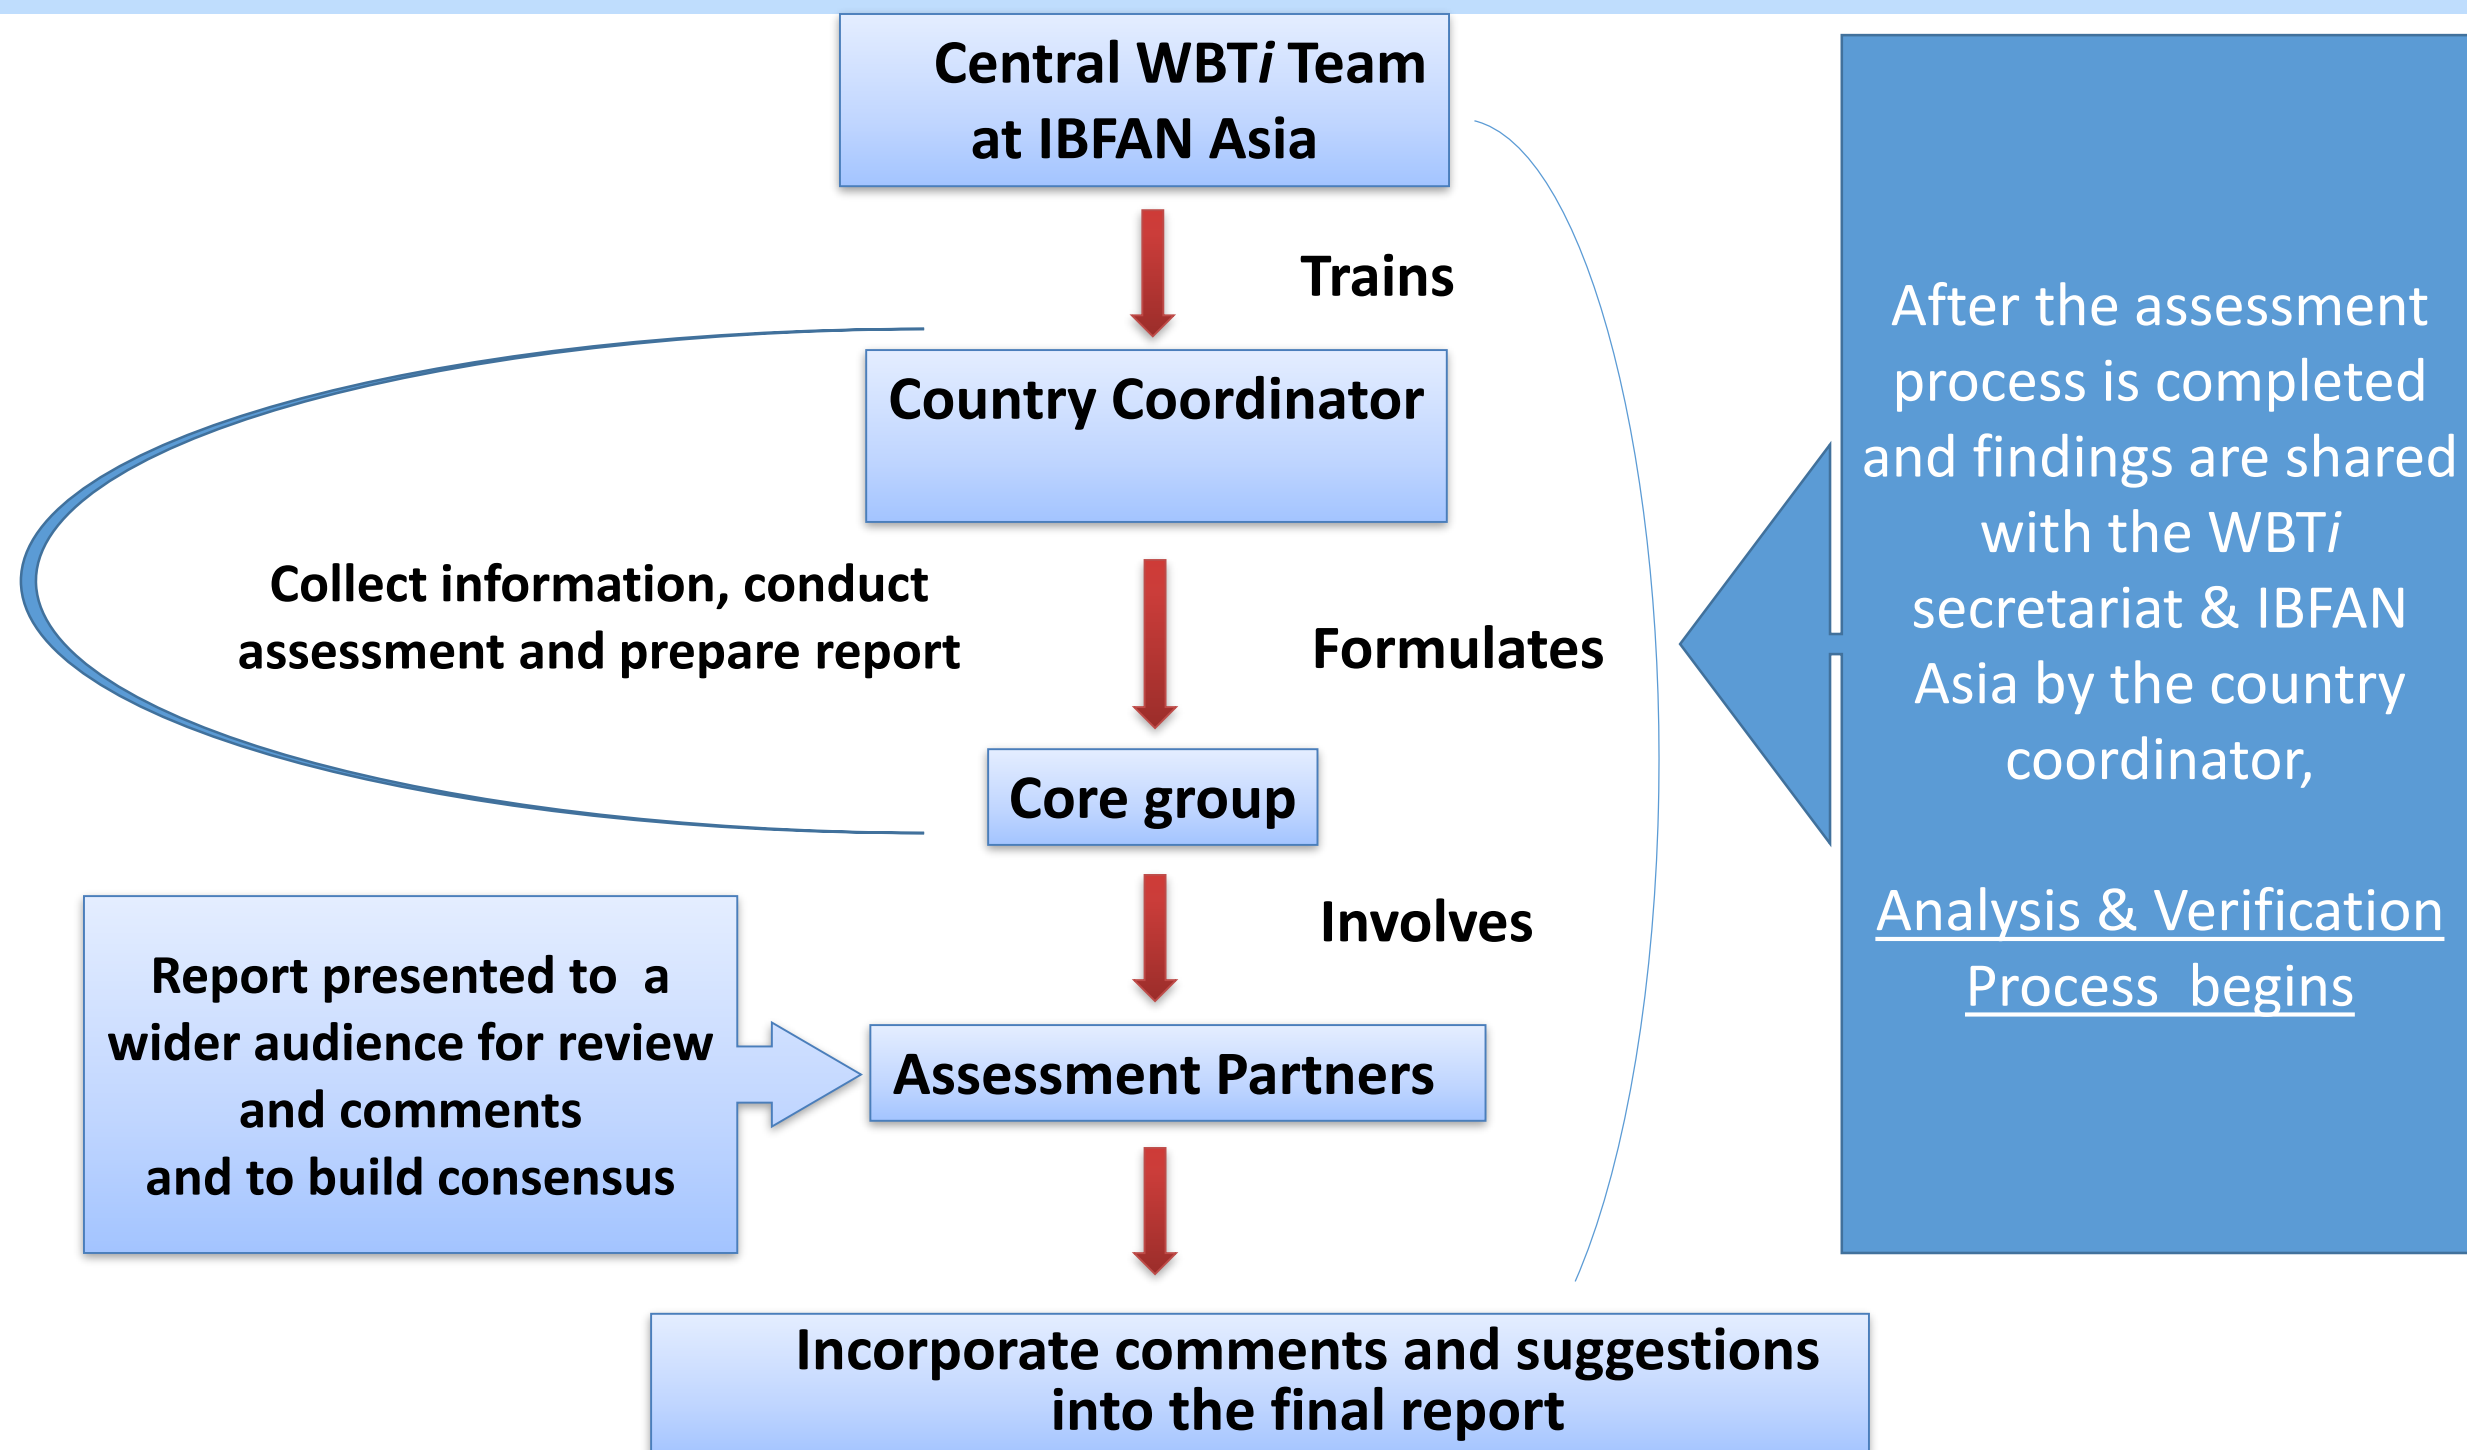 Central WBTi Team
at IBFAN Asia
Trains
Country Coordinator
Collect information, conduct
assessment and prepare report
Formulates
Core group
Involves
Report presented to  a
wider audience for review
and comments
and to build consensus
Assessment Partners
Incorporate comments and suggestions
into the final report
After the assessment
process is completed
and findings are shared
with the WBTi
secretariat & IBFAN
Asia by the country
coordinator,
Analysis & Verification
Process  begins